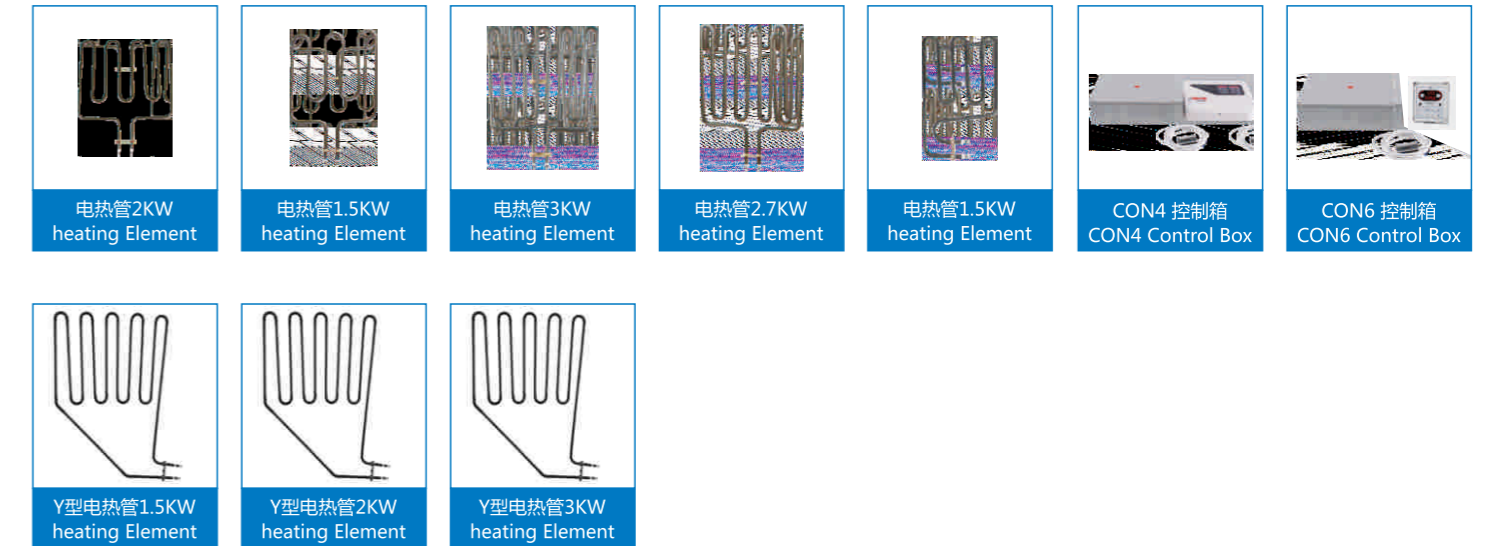 电热管2KW
heating Element
电热管1.5KW
heating Element
电热管3KW
heating Element
电热管2.7KW
heating Element
电热管1.5KW
heating Element
CON4 控制箱
CON4 Control Box
CON6 控制箱
CON6 Control Box
Y型电热管1.5KW
heating Element
Y型电热管2KW
heating Element
Y型电热管3KW
heating Element